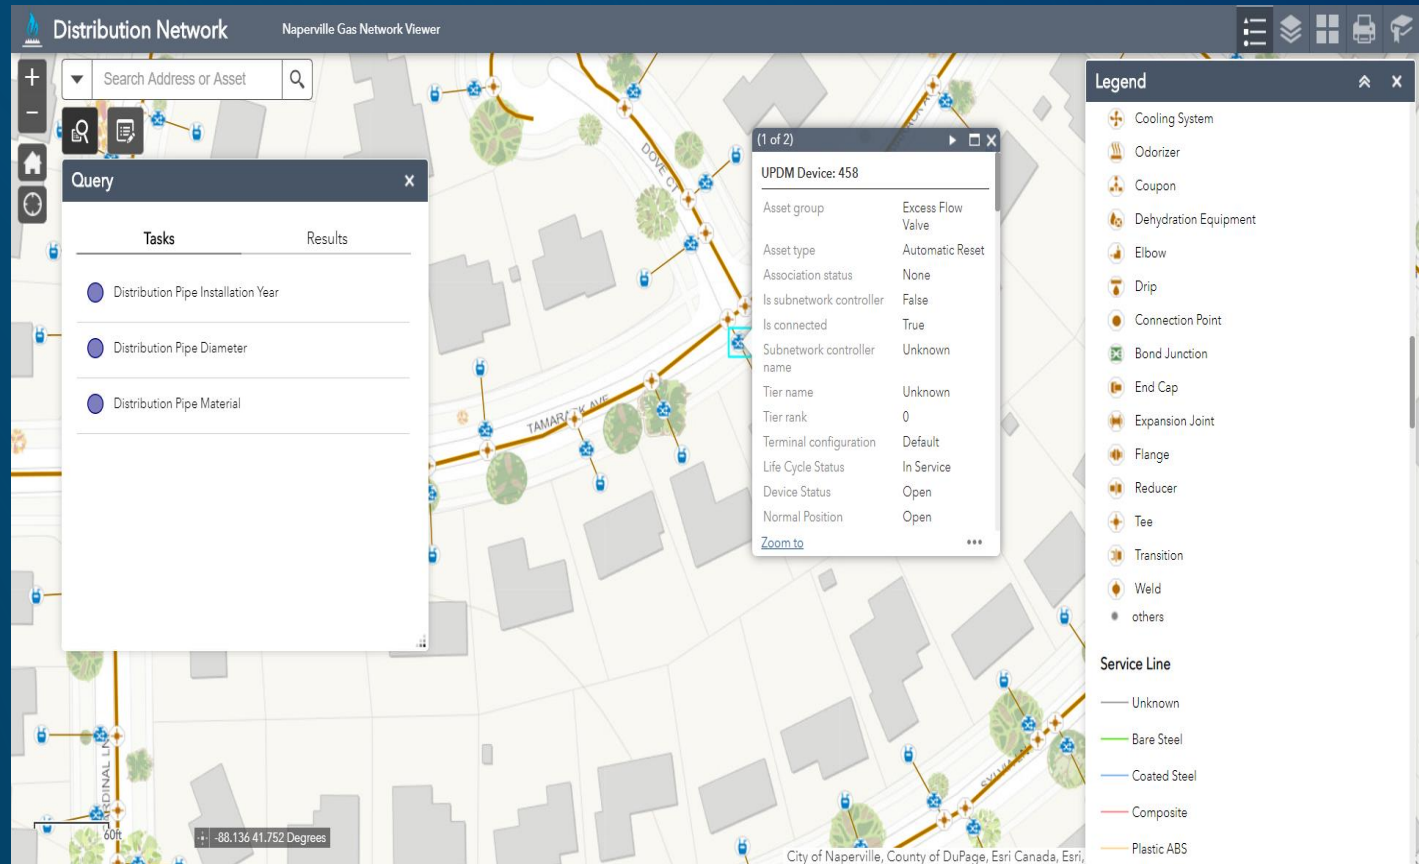 Distribution Network
Naperville Gas Network Viewer
Search Address or Asset
Query
Tasks Results
Distribution Pipe Installation Year
Distribution Pipe Diameter
Distribution Pipe Material
(1 of 2)
UPDM Device: 458
Asset group Excess Flow
Valve
Asset type Automatic Reset
Association status None
Is subnetwork controller False
Is connected True
Subnetwork controller Unknown
name
Tier name Unknown
Tier rank 0
Terminal configuration Default
Life Cycle Status In Service
Device Status Open
Normal Position Open
Zoom to
Legend
Cooling System
Odorizer
Coupon
Dehydration Equipment
Elbow
Drip
Connection Point
Bond Junction
End Cap
Expansion Joint
Flange
Reducer
Tee
Transition
Weld
others
Service Line
Unknown
Bare Steel
Coated Steel
Composite
Plastic ABS
DOVE CT
TAMARACK AVE
60ft
-88.136 41.752 Degrees
City of Naperville, County of DuPage, Esri Canada, Esri,